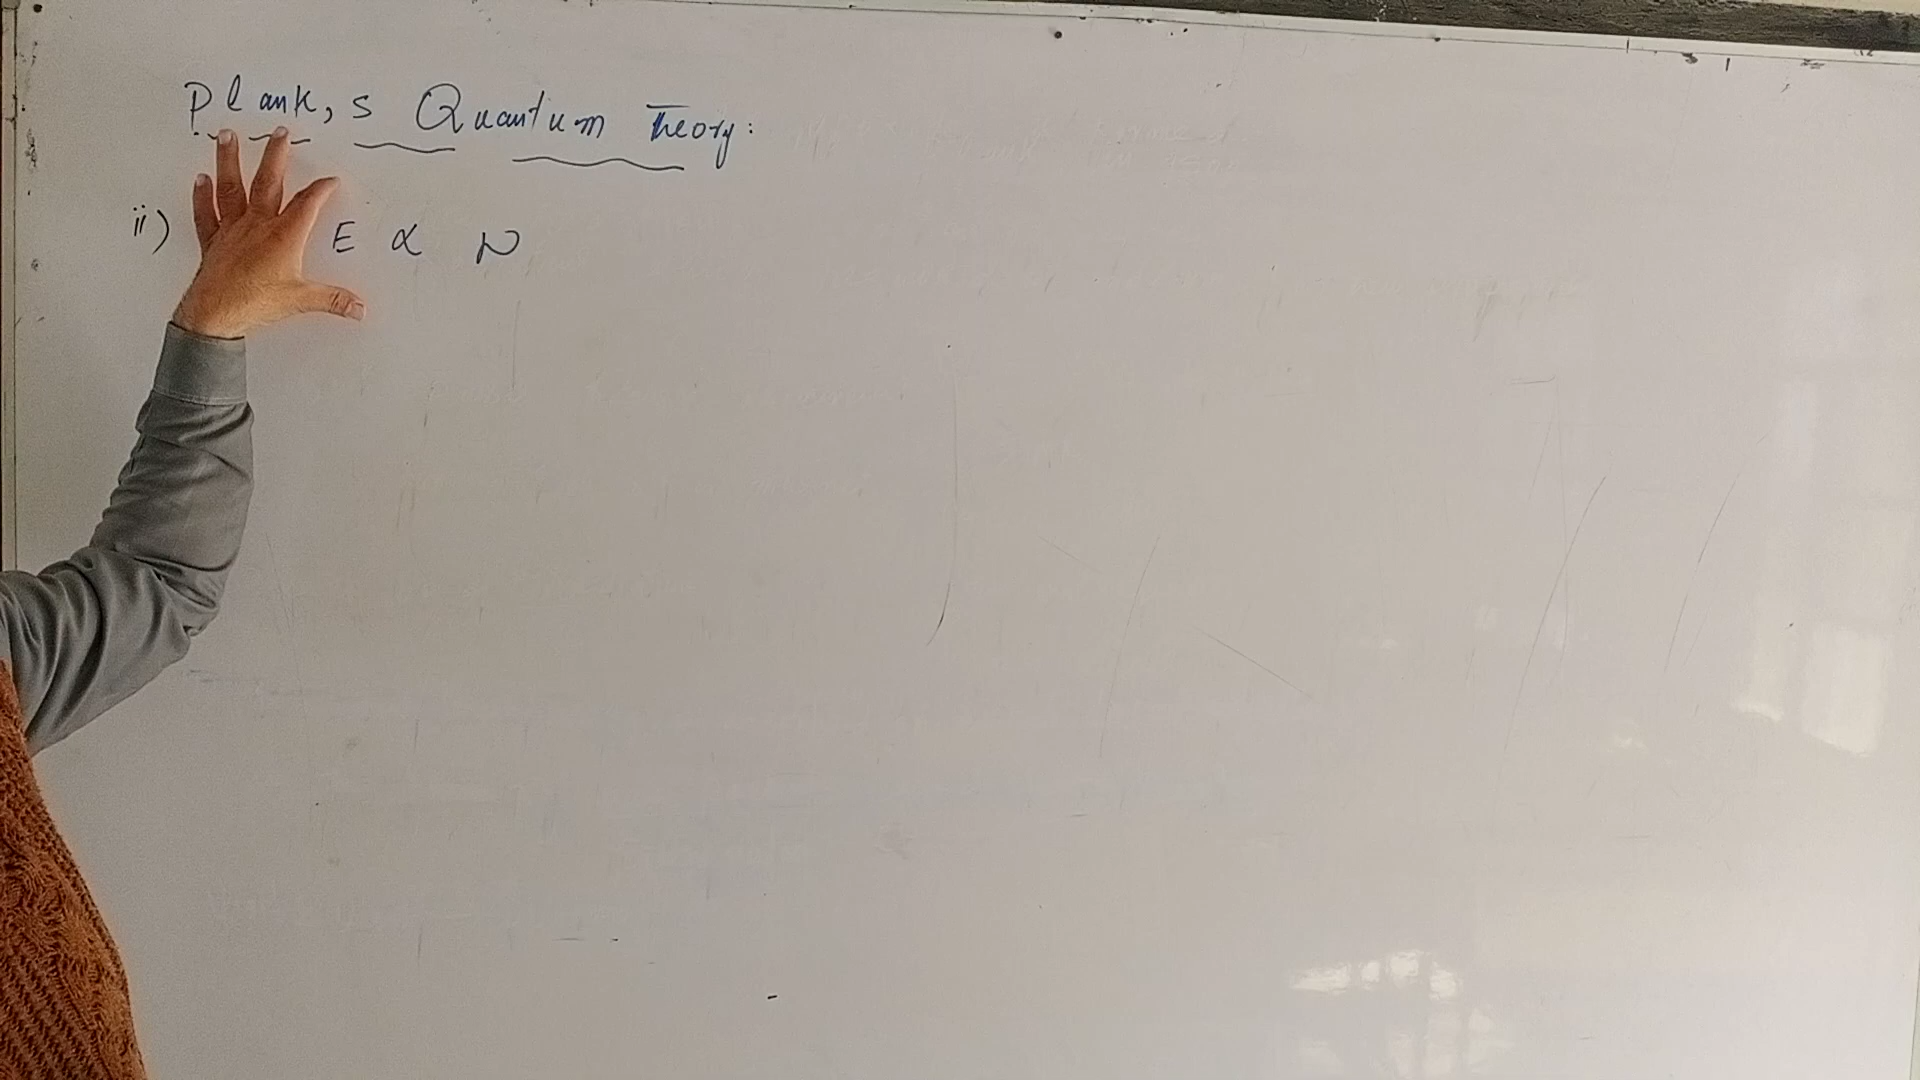 Plank,s Quantum Theory:
ii) E ∝ ν